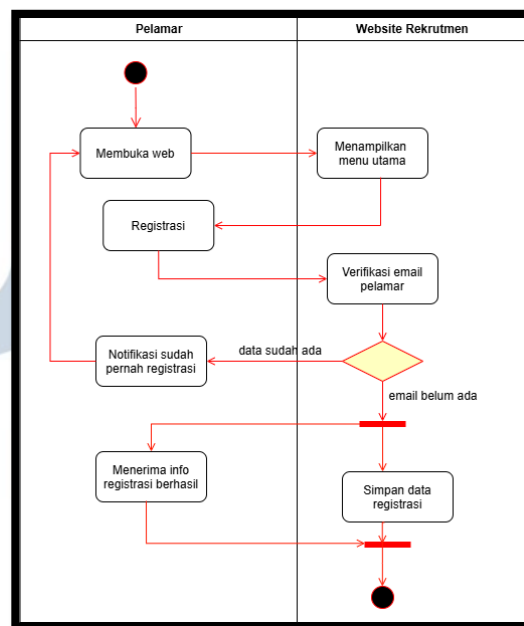 Pelamar
Website Rekrutmen
Membuka web
Menampilkan
menu utama
Registrasi
Verifikasi email
pelamar
data sudah ada
Notifikasi sudah
pernah registrasi
email belum ada
Menerima info
registrasi berhasil
Simpan data
registrasi